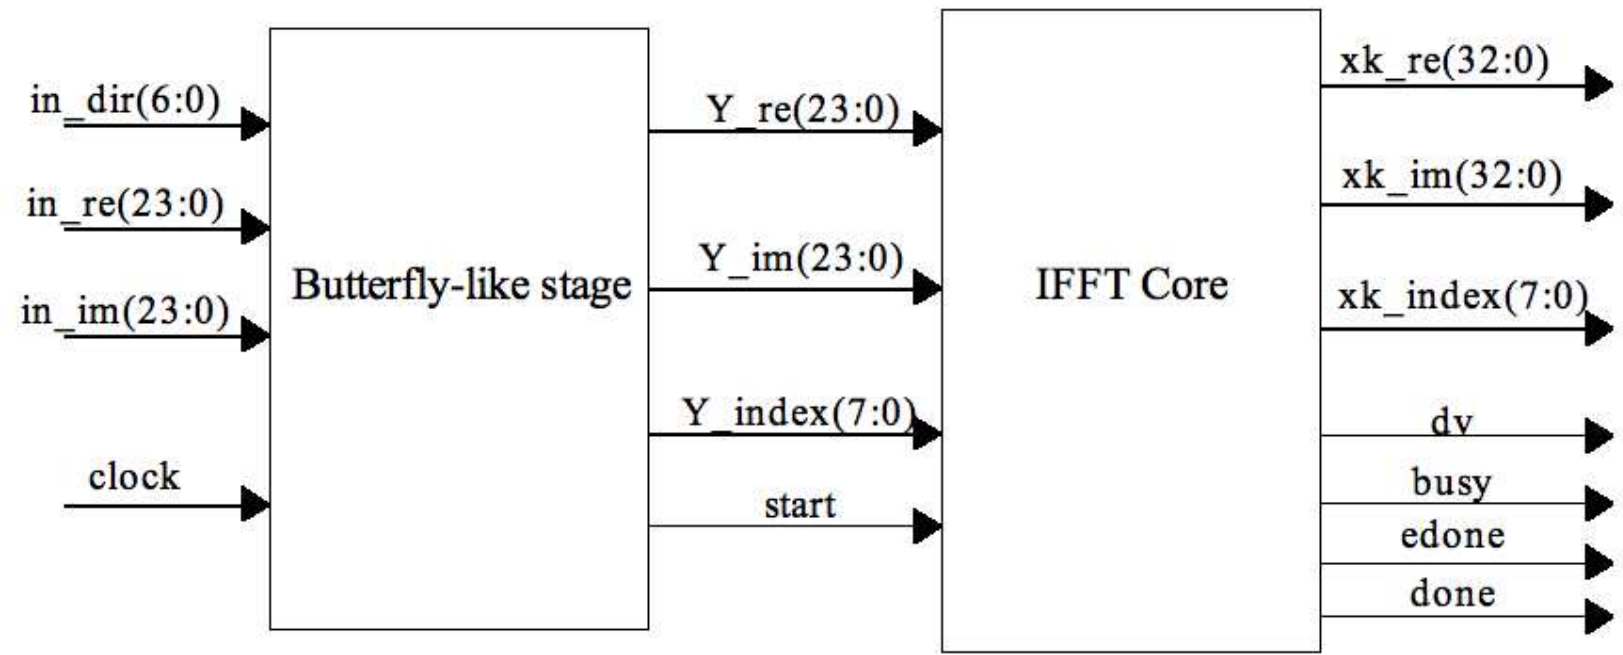 in_dir(6:0)
in_re(23:0)
in_im(23:0)
clock
Butterfly-like stage
Y_re(23:0)
Y_im(23:0)
Y_index(7:0)
start
IFFT Core
xk_re(32:0)
xk_im(32:0)
xk_index(7:0)
dv
busy
edone
done